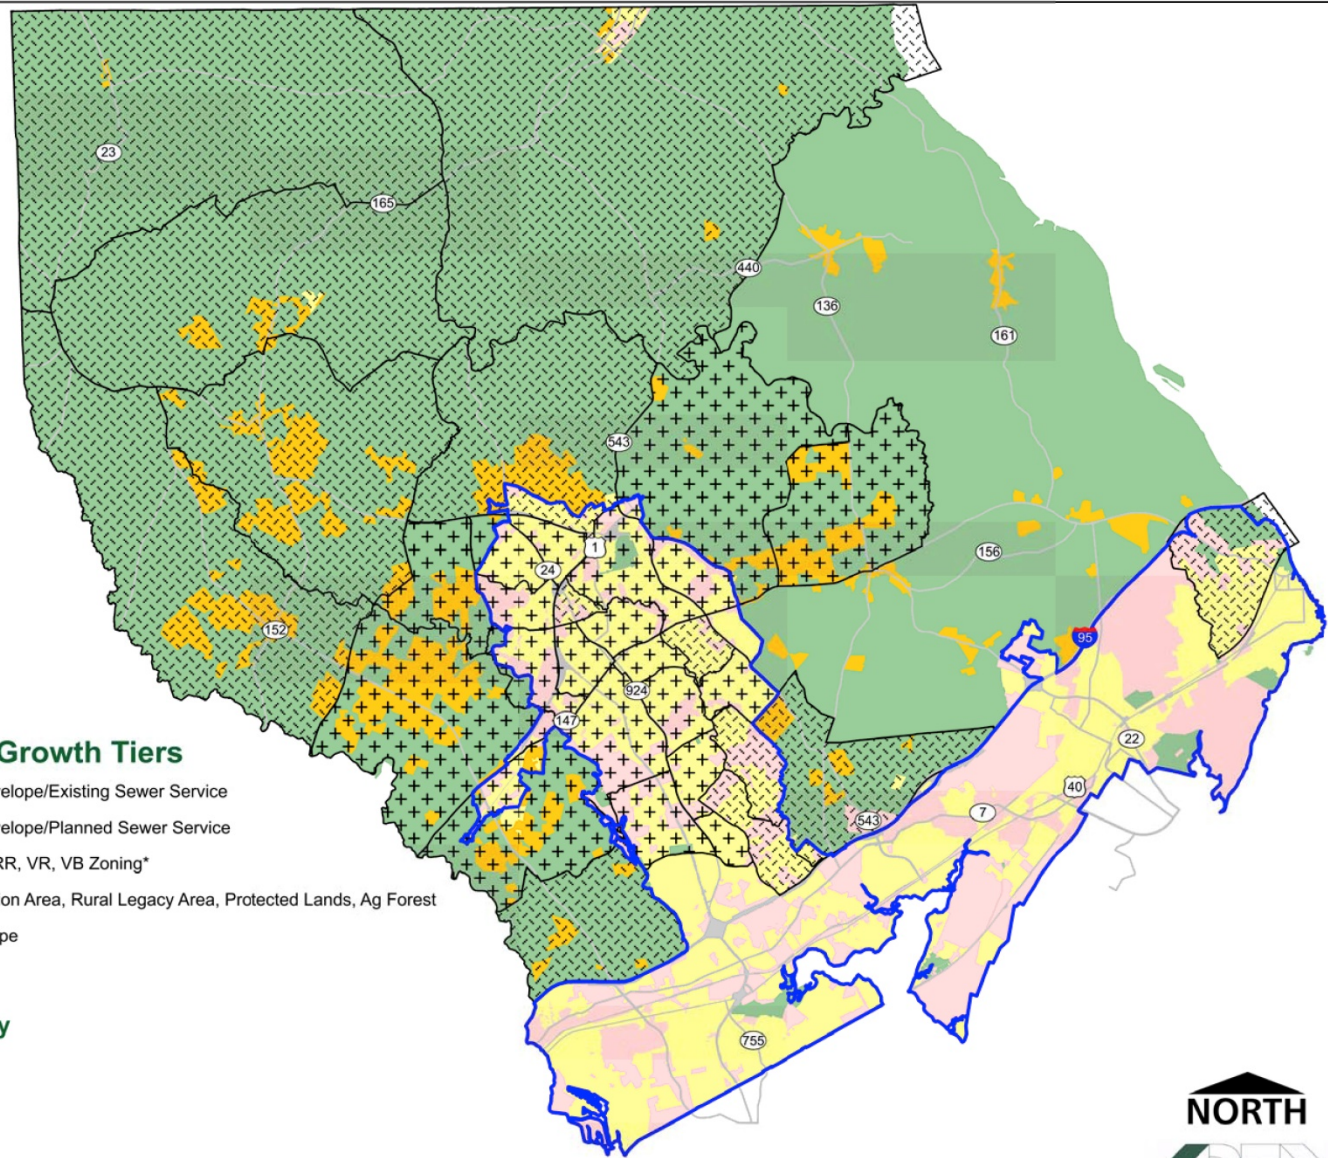 23
165
440
136
161
543
1
24
156
152
95
924
147
22
Growth Tiers
elope/Existing Sewer Service
40
7
543
elope/Planned Sewer Service
RR, VR, VB Zoning*
on Area, Rural Legacy Area, Protected Lands, Ag Forest
pe
y
755
NORTH